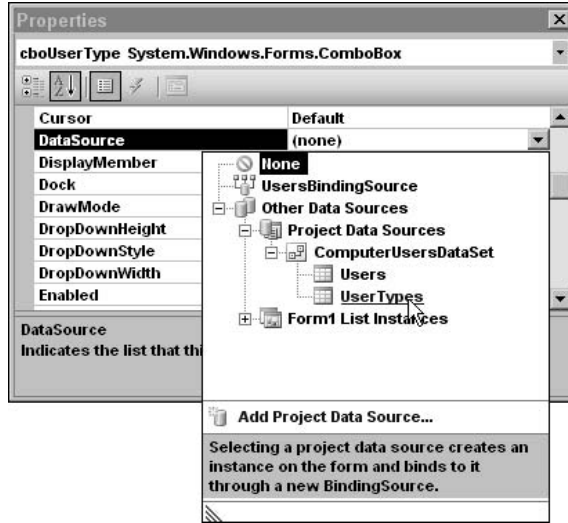 Properties
cboUserType System.Windows.Forms.ComboBox
Cursor Default
DataSource (none)
DisplayMember
Dock
DrawMode
DropDownHeight
DropDownStyle
DropDownWidth
Enabled
None
UsersBindingSource
Other Data Sources
Project Data Sources
ComputerUsersDataSet
Users
UserTypes
Form1 List Instances
Add Project Data Source...
Selecting a project data source creates an
instance on the form and binds to it
through a new BindingSource.
DataSource
Indicates the list that thi